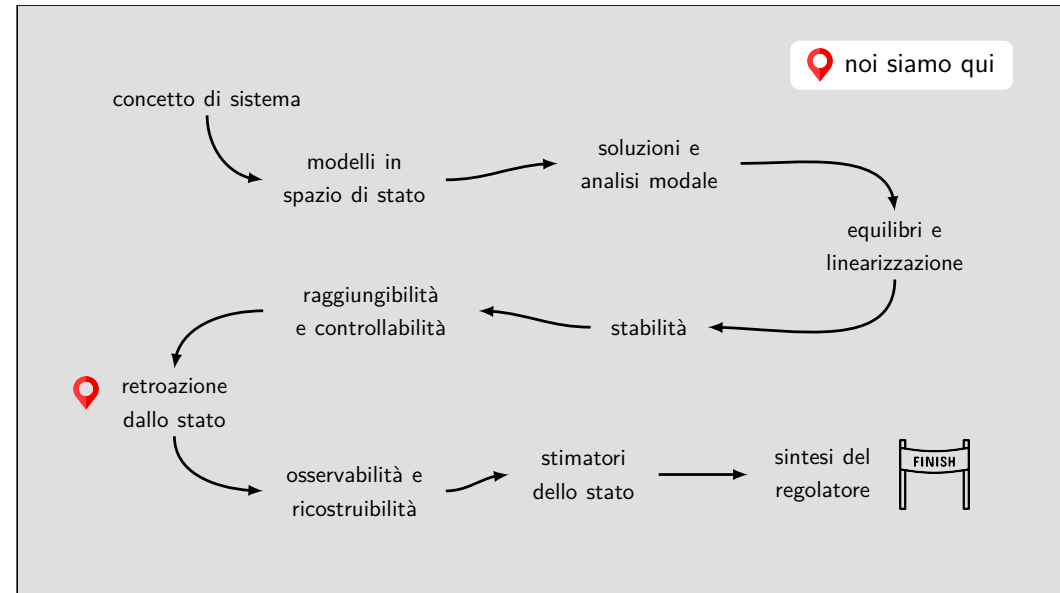 noi siamo qui
concetto di sistema
modelli in
spazio di stato
soluzioni e
analisi modale
equilibri e
linearizzazione
stabilità
raggiungibilità
e controllabilità
retroazione
dallo stato
osservabilità e
ricostruibilità
stimatori
dello stato
sintesi del
regolatore
FINISH